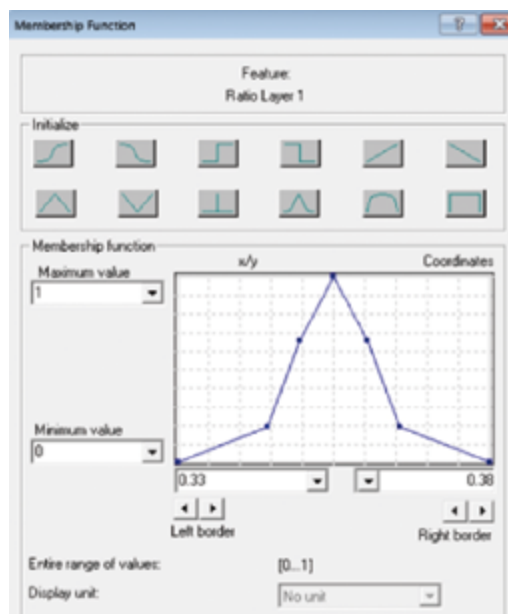 Membership Function
Feature:
Ratio Layer 1
Initialize
Membership function
Maximum value
x/y
Coordinates
1
Minimum value
0
0.33
0.38
Left border
Right border
Entire range of values:
[0...1]
Display unit:
No unit